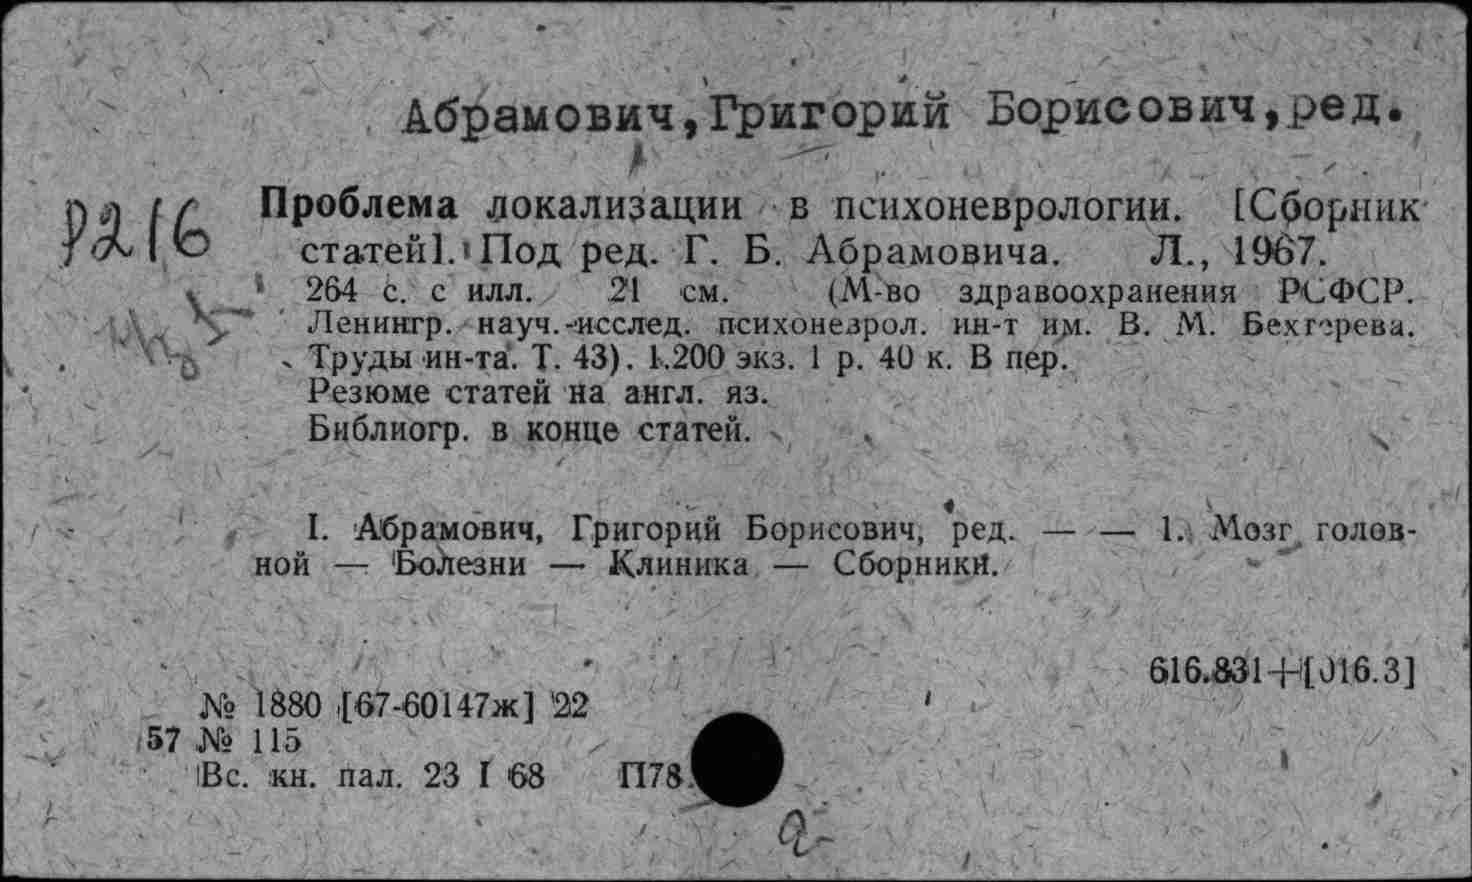 Абрамович, Григорий Борисович, ред.
Р216
Проблема локализации в психоневрологии. [Сборник
статей]. Под ред. Г. Б. Абрамовича. Л., 1967.
264 с. с илл. 21 см. (М-во здравоохранения РСФСР.
Ленингр. науч.-исслед. психоневрол. ин-т им. В. М. Бехтерева.
Труды ин-та. Т. 43). 1.200 экз. 1 р. 40 к. В пер.
Резюме статей на англ. яз.
Библиогр. в конце статей.
I. Абрамович, Григорий Борисович, ред. — — 1. Мозг голов-
ной — Болезни — Клиника — Сборники.
616.831+[016.3]
№ 1880 [67-60147ж] 22
57 № 115
Вс. кн. пал. 23 I 68 П78